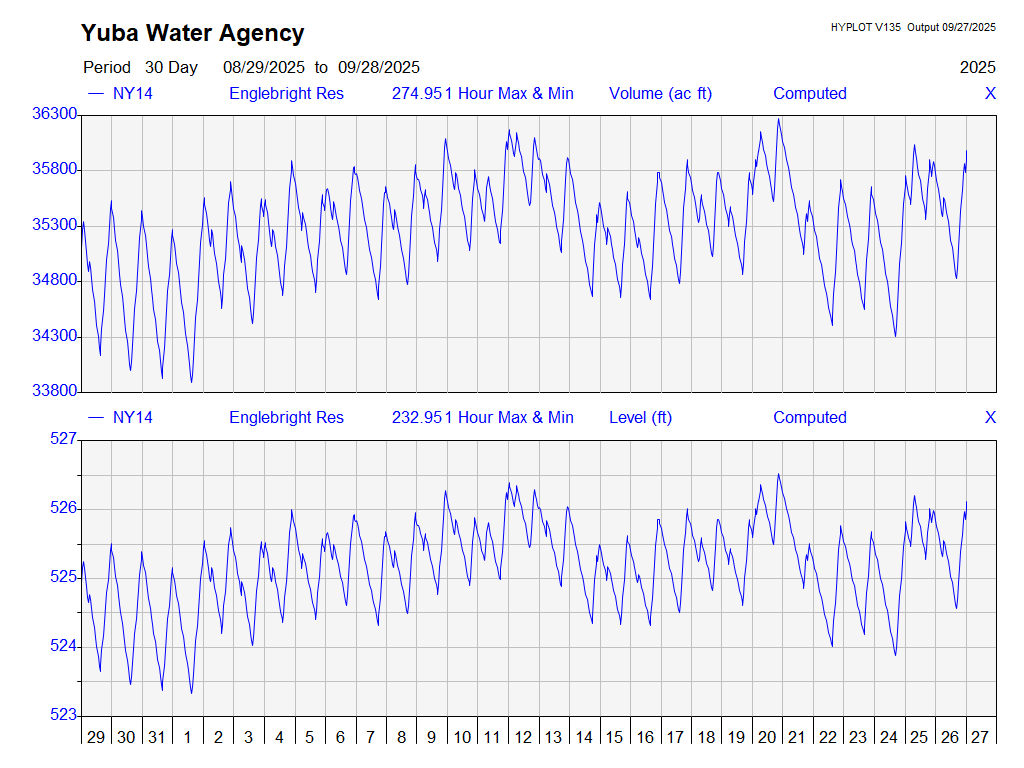 Yuba Water Agency
HYPLOT V135 Output 09/27/2025
Period 30 Day 08/29/2025 to 09/28/2025
2025
NY14 Englebright Res 274.951 Hour Max & Min Volume (ac ft) Computed X
36300
35800
35300
34800
34300
33800
NY14 Englebright Res 232.951 Hour Max & Min Level (ft) Computed X
527
526
525
524
523
29 30 31 1 2 3 4 5 6 7 8 9 10 11 12 13 14 15 16 17 18 19 20 21 22 23 24 25 26 27